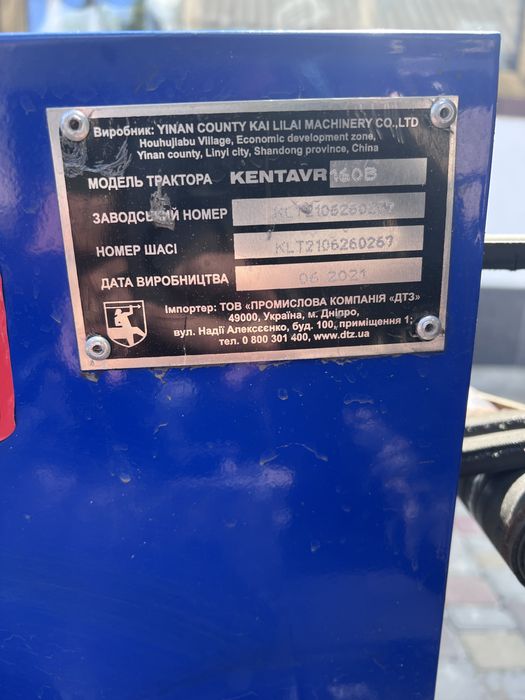 Виробник: YINAN COUNTY KAI LILAI MACHINERY CO.,LTD
Houhujiabu Village, Economic development zone,
Yinan county, Linyi city, Shandong province, China
МОДЕЛЬ ТРАКТОРА KENTAVR 160B
ЗАВОДСЬКИЙ НОМЕР
НОМЕР ШАСІ KLT2106260267
ДАТА ВИРОБНИЦТВА 06.2021
Імпортер: ТОВ "ПРОМИСЛОВА КОМПАНІЯ «ДТЗ»
49000, Україна, м. Дніпро,
вул. Надії Алексєєнко, буд. 100, приміщення 1;
тел. 0 800 301 400, www.dtz.ua